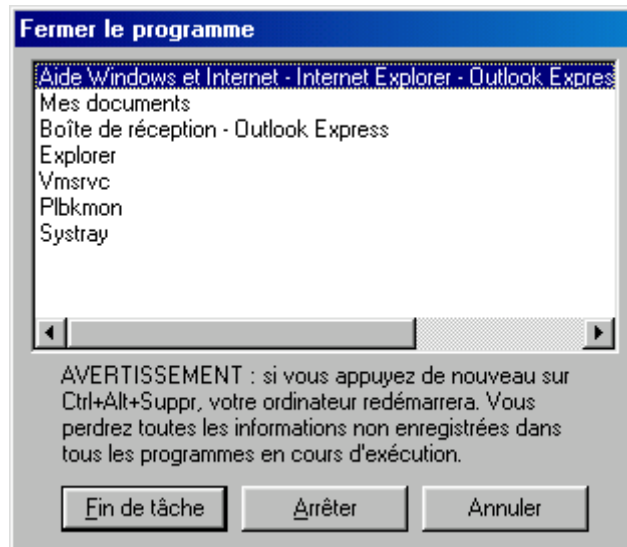 Fermer le programme
Aide Windows et Internet - Internet Explorer - Outlook Expres
Mes documents
Boîte de réception - Outlook Express
Explorer
Vmsrvc
Plbkmon
Systray
AVERTISSEMENT : si vous appuyez de nouveau sur
Ctrl+Alt+Suppr, votre ordinateur redémarrera. Vous
perdrez toutes les informations non enregistrées dans
tous les programmes en cours d'exécution.
Fin de tâche
Arrêter
Annuler